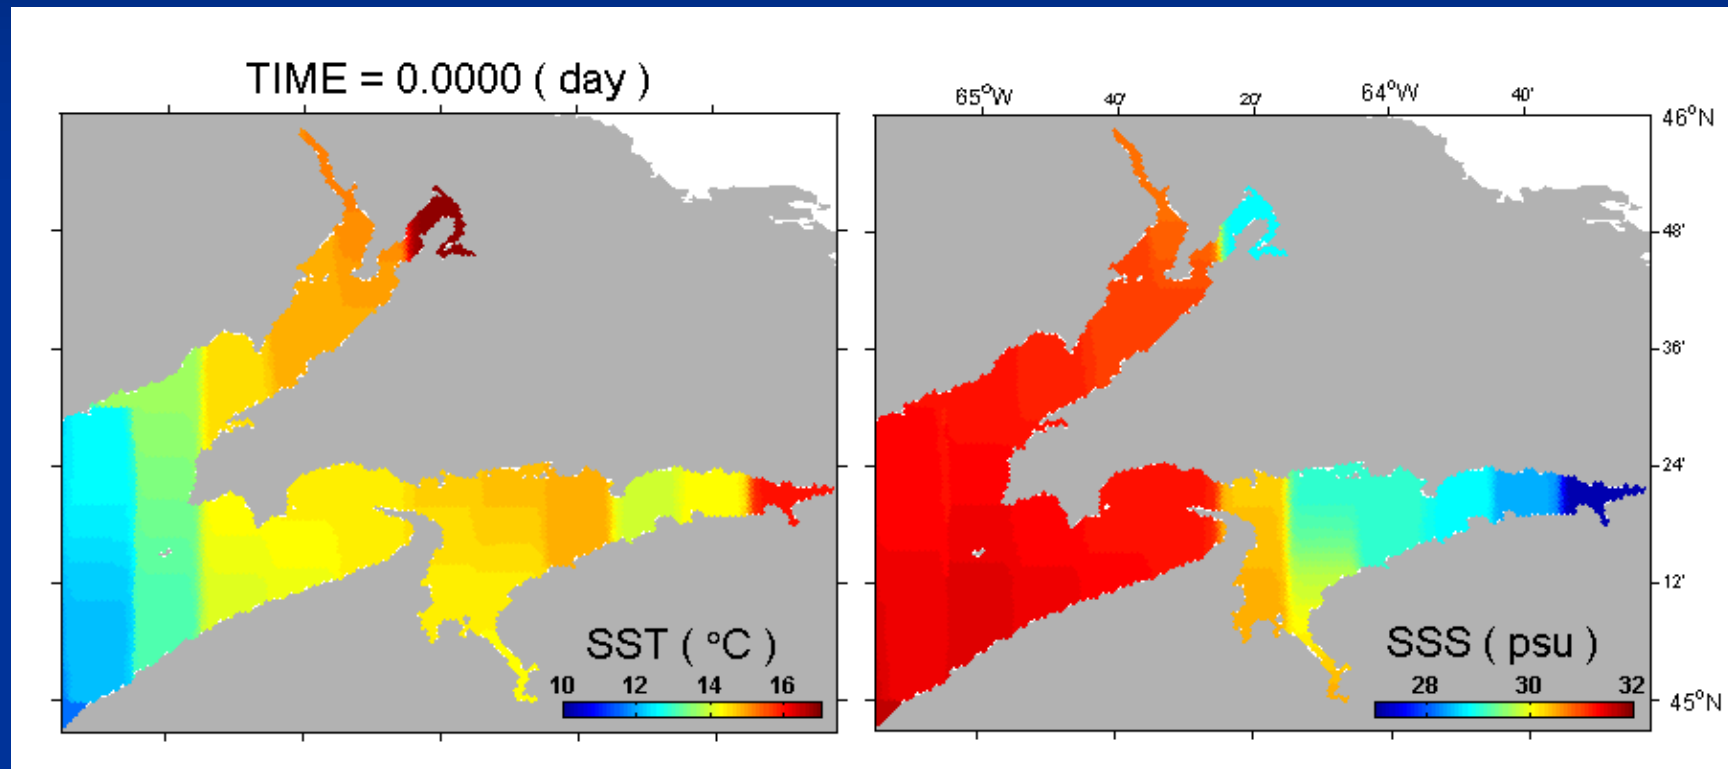 TIME = 0.0000 ( day )
65°W 40' 20' 64°W 40'
46°N
48'
36'
24'
12'
45°N
SST ( °C )
10 12 14 16
SSS ( psu )
28 30 32